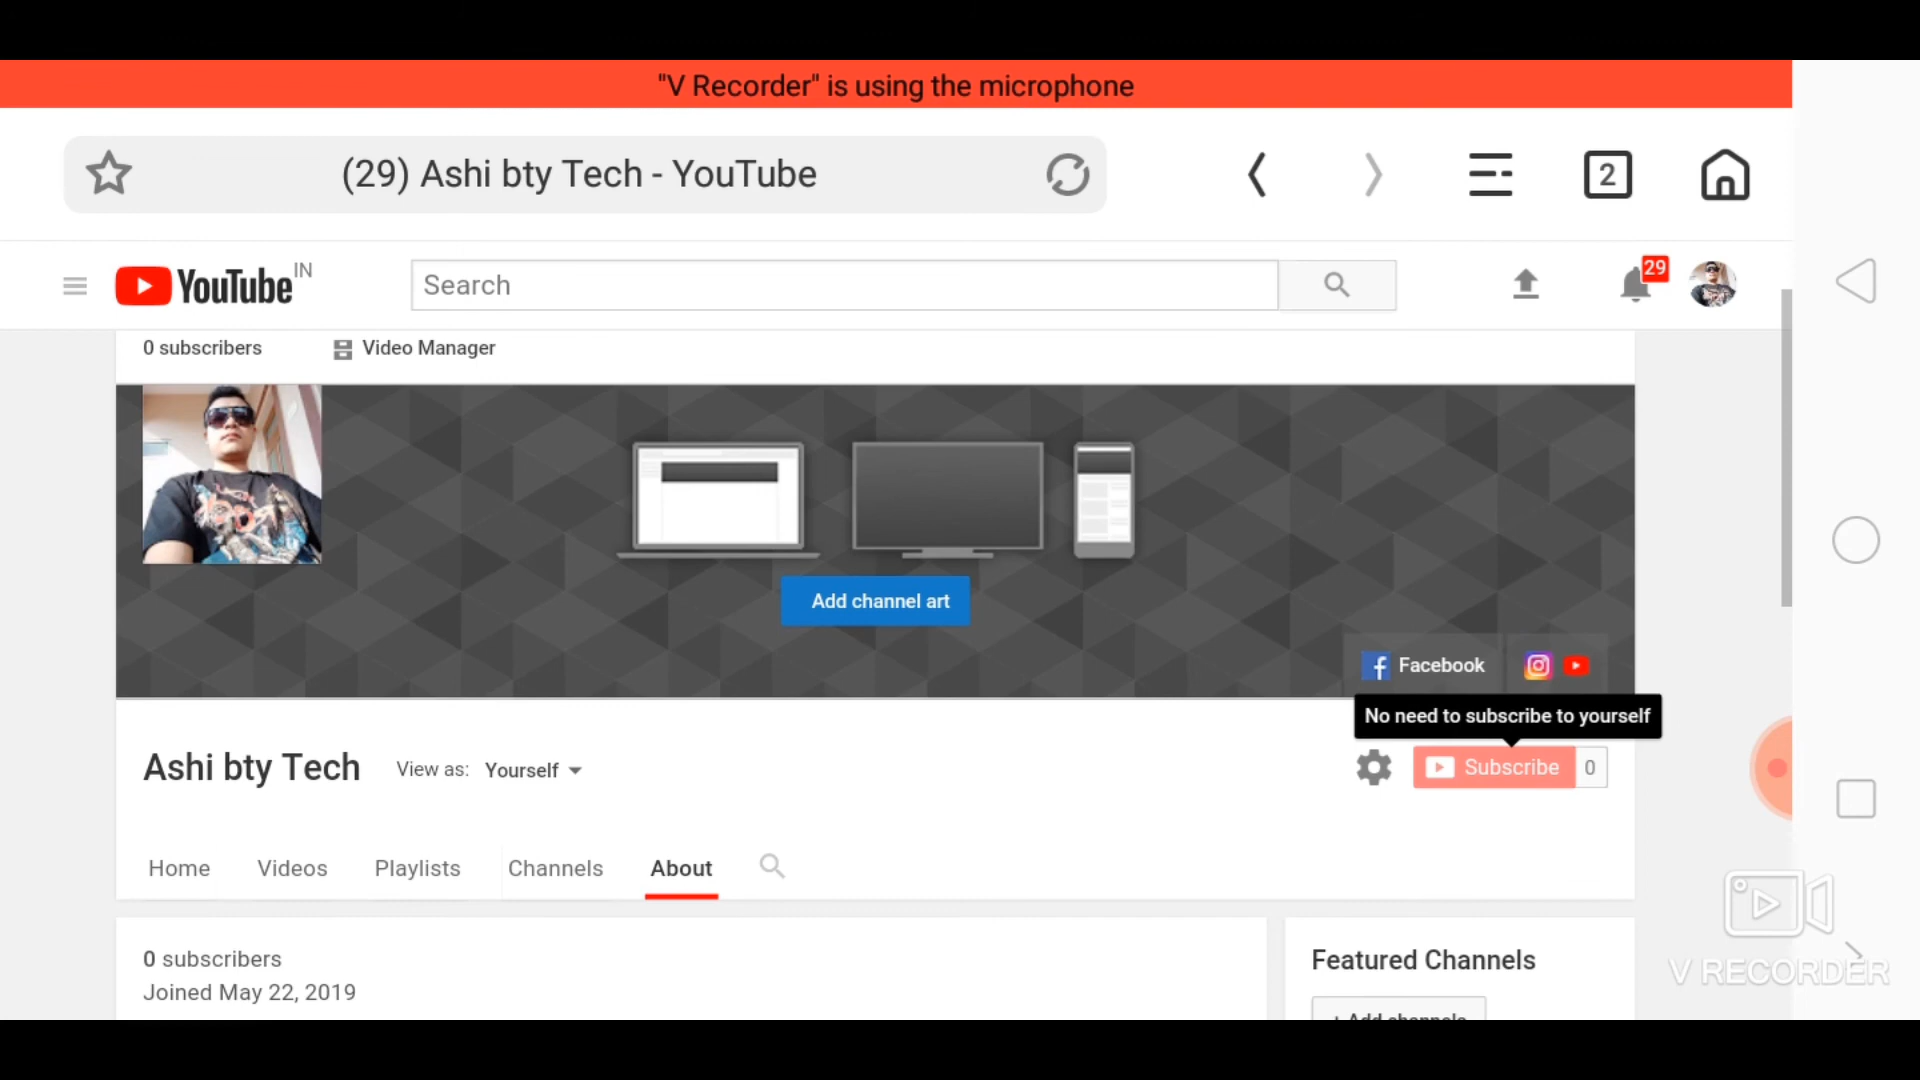 "V Recorder" is using the microphone
(29) Ashi bty Tech - YouTube
2
YouTube IN
Search
29
0 subscribers
Video Manager
Add channel art
Facebook
No need to subscribe to yourself
Ashi bty Tech
View as: Yourself
Subscribe 0
Home Videos Playlists Channels About
0 subscribers
Joined May 22, 2019
Featured Channels
+ Add channels
V RECORDER